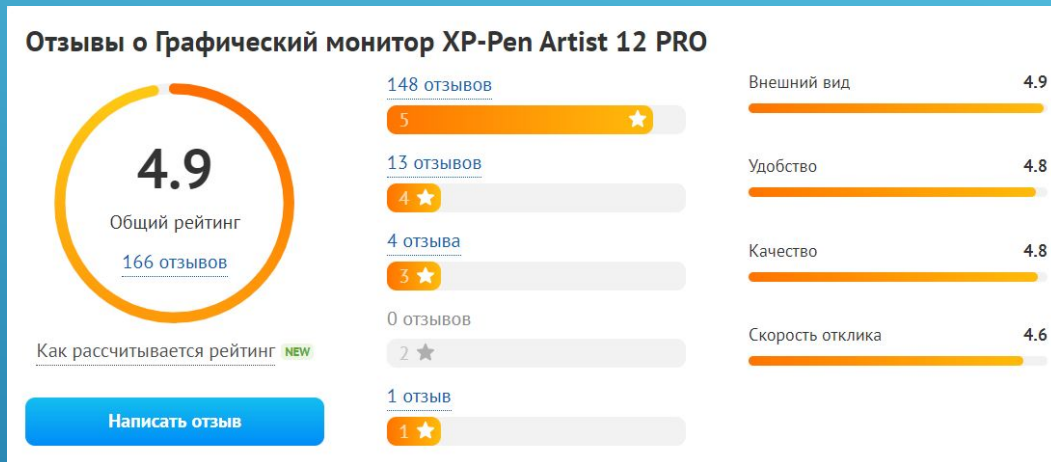 Отзывы о Графический монитор XP-Pen Artist 12 PRO
4.9
Общий рейтинг
166 отзывов
Как рассчитывается рейтинг NEW
Написать отзыв
148 отзывов
5
13 отзывов
4
4 отзыва
3
0 отзывов
2
1 отзыв
1
Внешний вид 4.9
Удобство 4.8
Качество 4.8
Скорость отклика 4.6